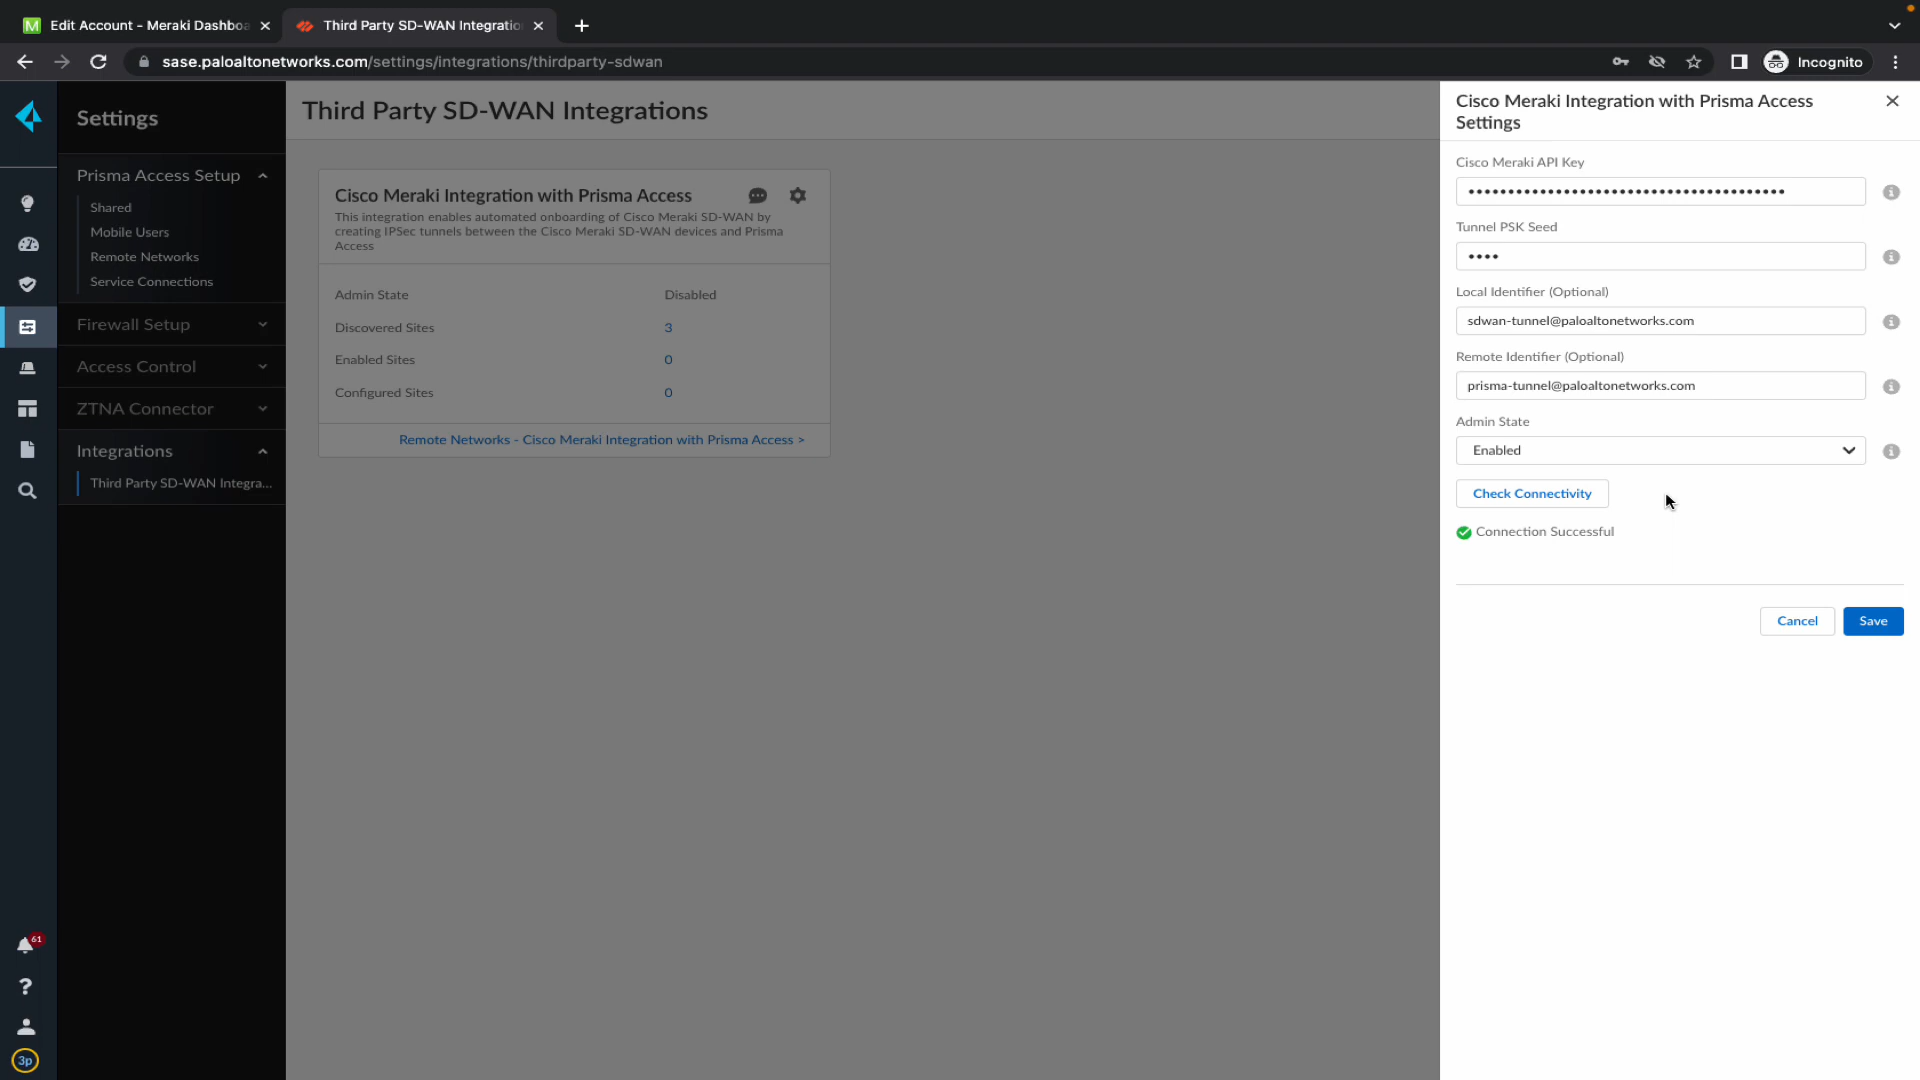 Edit Account - Meraki Dashboa
Third Party SD-WAN Integratio
sase.paloaltonetworks.com/settings/integrations/thirdparty-sdwan
Incognito
Settings
Prisma Access Setup
Shared
Mobile Users
Remote Networks
Service Connections
Firewall Setup
Access Control
ZTNA Connector
Integrations
Third Party SD-WAN Integra...
61
3p
Third Party SD-WAN Integrations
Cisco Meraki Integration with Prisma Access
This integration enables automated onboarding of Cisco Meraki SD-WAN by
creating IPSec tunnels between the Cisco Meraki SD-WAN devices and Prisma
Access
Admin State Disabled
Discovered Sites 3
Enabled Sites 0
Configured Sites 0
Remote Networks - Cisco Meraki Integration with Prisma Access >
Cisco Meraki Integration with Prisma Access
Settings
Cisco Meraki API Key
••••••••••••••••••••••••••••••••••••••••
Tunnel PSK Seed
••••
Local Identifier (Optional)
sdwan-tunnel@paloaltonetworks.com
Remote Identifier (Optional)
prisma-tunnel@paloaltonetworks.com
Admin State
Enabled
Check Connectivity
Connection Successful
Cancel Save